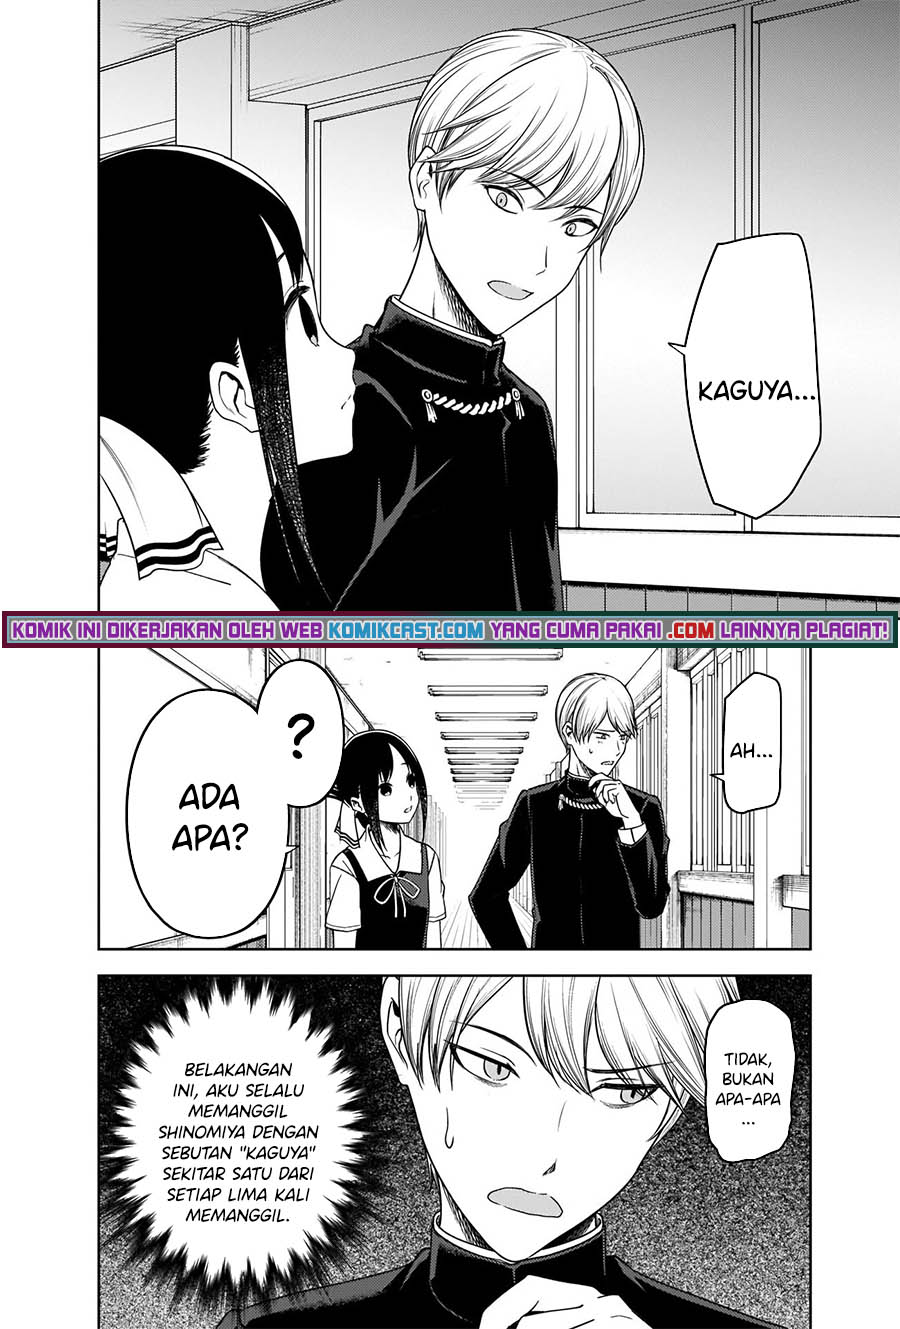 KAGUYA...
KOMIK INI DIKERJAKAN OLEH WEB KOMIKCAST.COM YANG CUMA PAKAI .COM LAINNYA PLAGIAT!
AH...
?
ADA
APA?
TIDAK,
BUKAN
APA-APA
...
BELAKANGAN
INI, AKU SELALU
MEMANGGIL
SHINOMIYA DENGAN
SEBUTAN "KAGUYA"
SEKITAR SATU DARI
SETIAP LIMA KALI
MEMANGGIL.